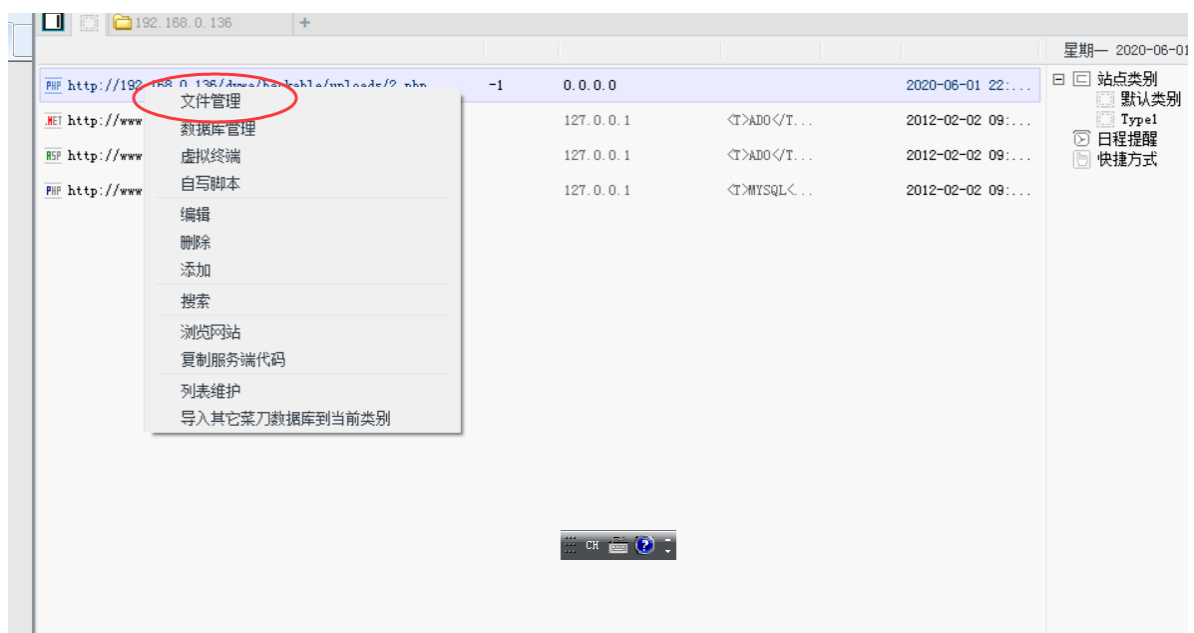 192.168.0.136 +
星期一 2020-06-01
PHP http://192.168.0.136/dvwa/hackable/uploads/2.php -1 0.0.0.0 2020-06-01 22:...
.NET http://www 127.0.0.1 <T>ADO</T... 2012-02-02 09:...
ASP http://www 127.0.0.1 <T>ADO</T... 2012-02-02 09:...
PHP http://www 127.0.0.1 <T>MYSQL<... 2012-02-02 09:...
文件管理
数据库管理
虚拟终端
自写脚本
编辑
删除
添加
搜索
浏览网站
复制服务端代码
列表维护
导入其它菜刀数据库到当前类别
站点类别
默认类别
Type1
日程提醒
快捷方式
CH